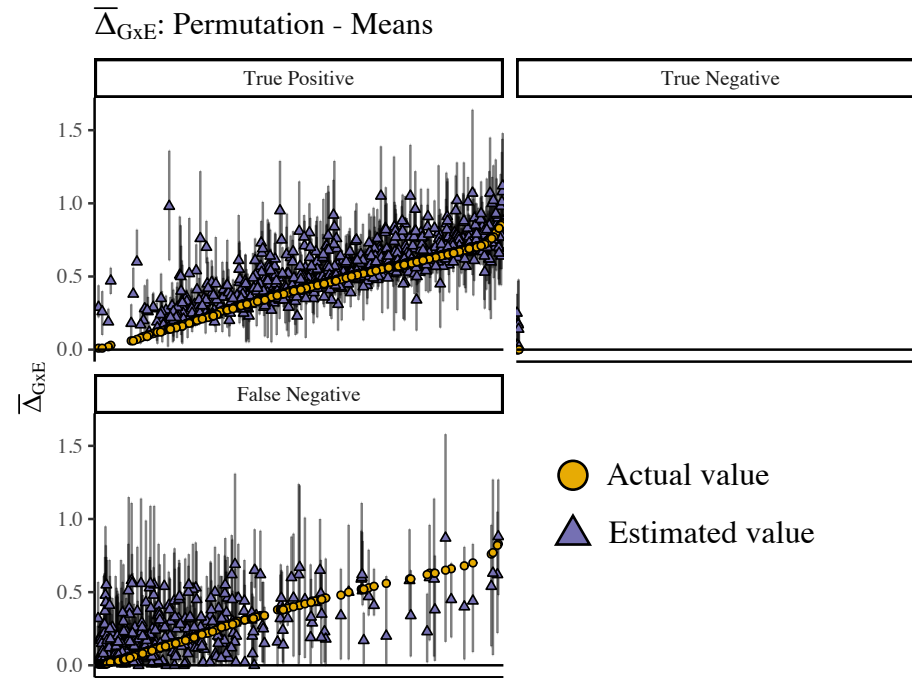 Δ̅GxE: Permutation - Means
True Positive
True Negative
1.5
1.0
0.5
0.0
Δ̅GxE
False Negative
1.5
1.0
0.5
0.0
Actual value
Estimated value